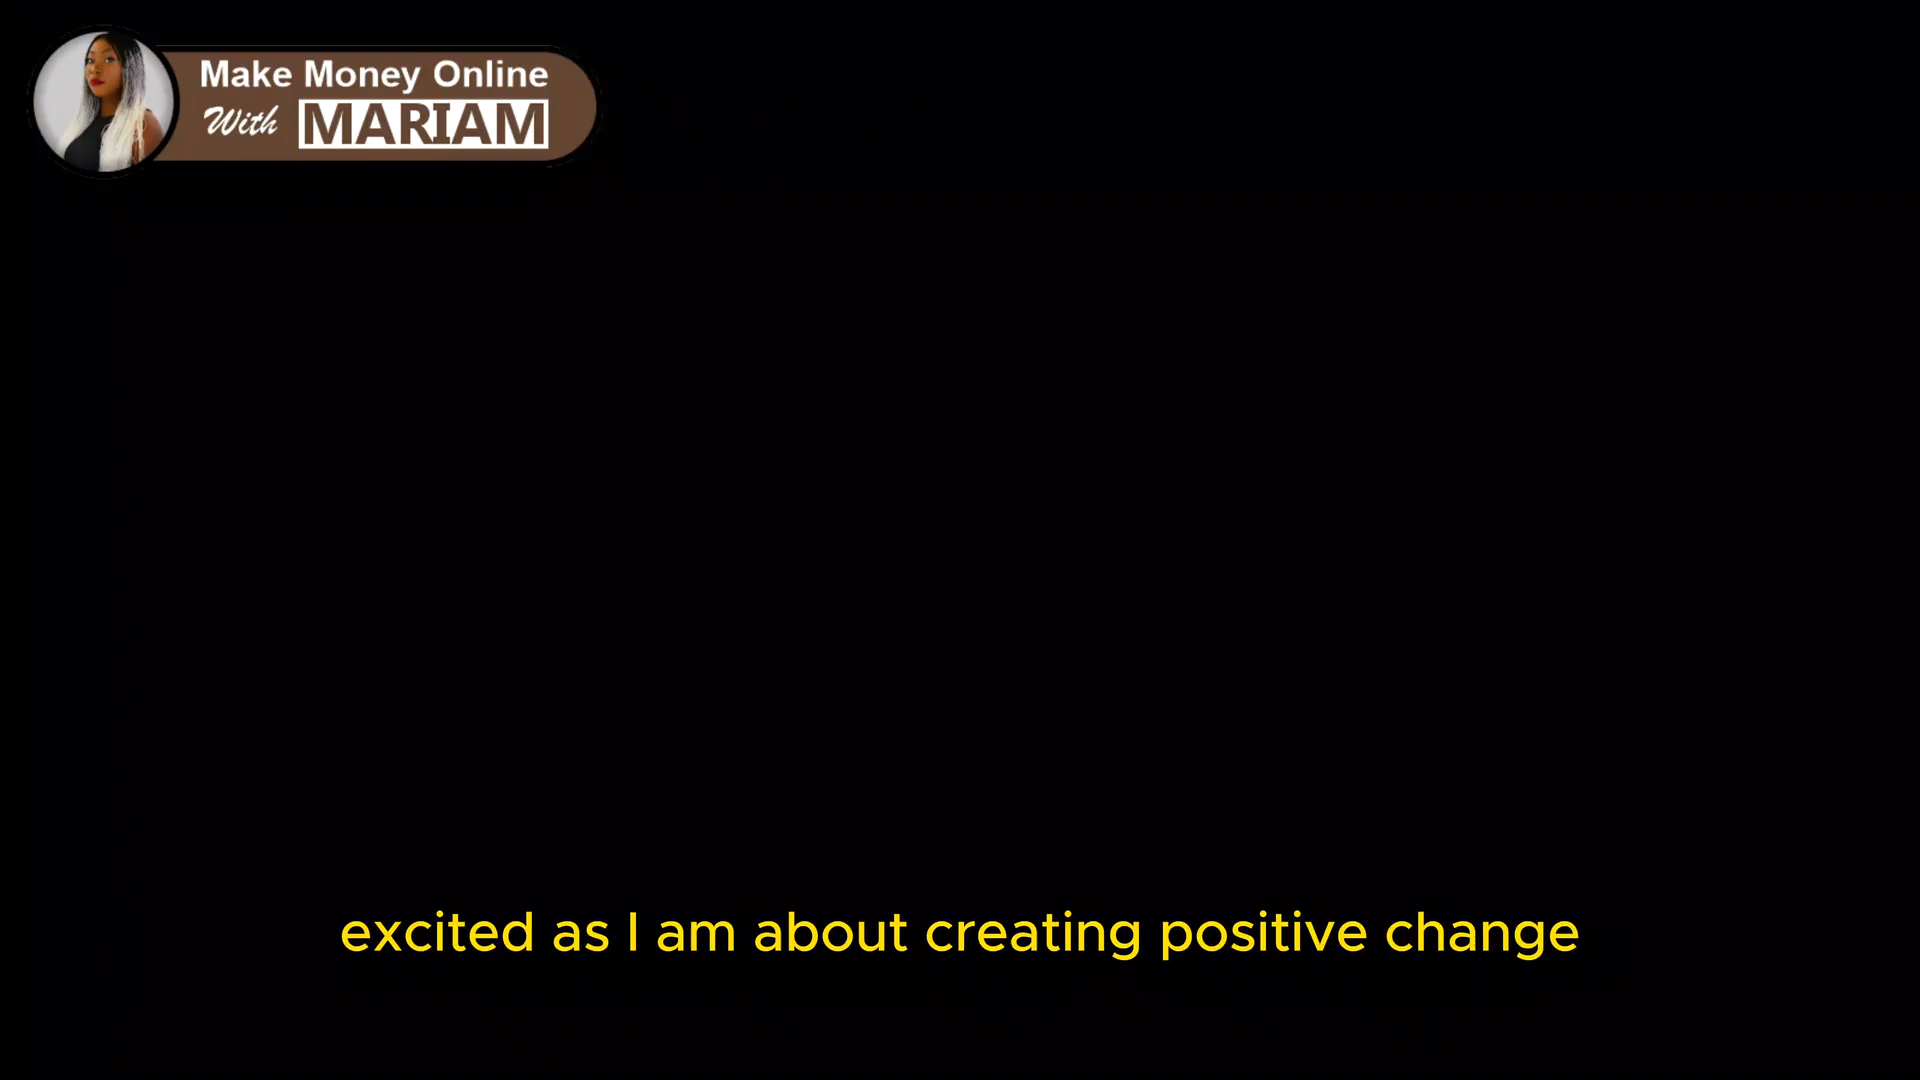 Make Money Online
With MARIAM
excited as I am about creating positive change